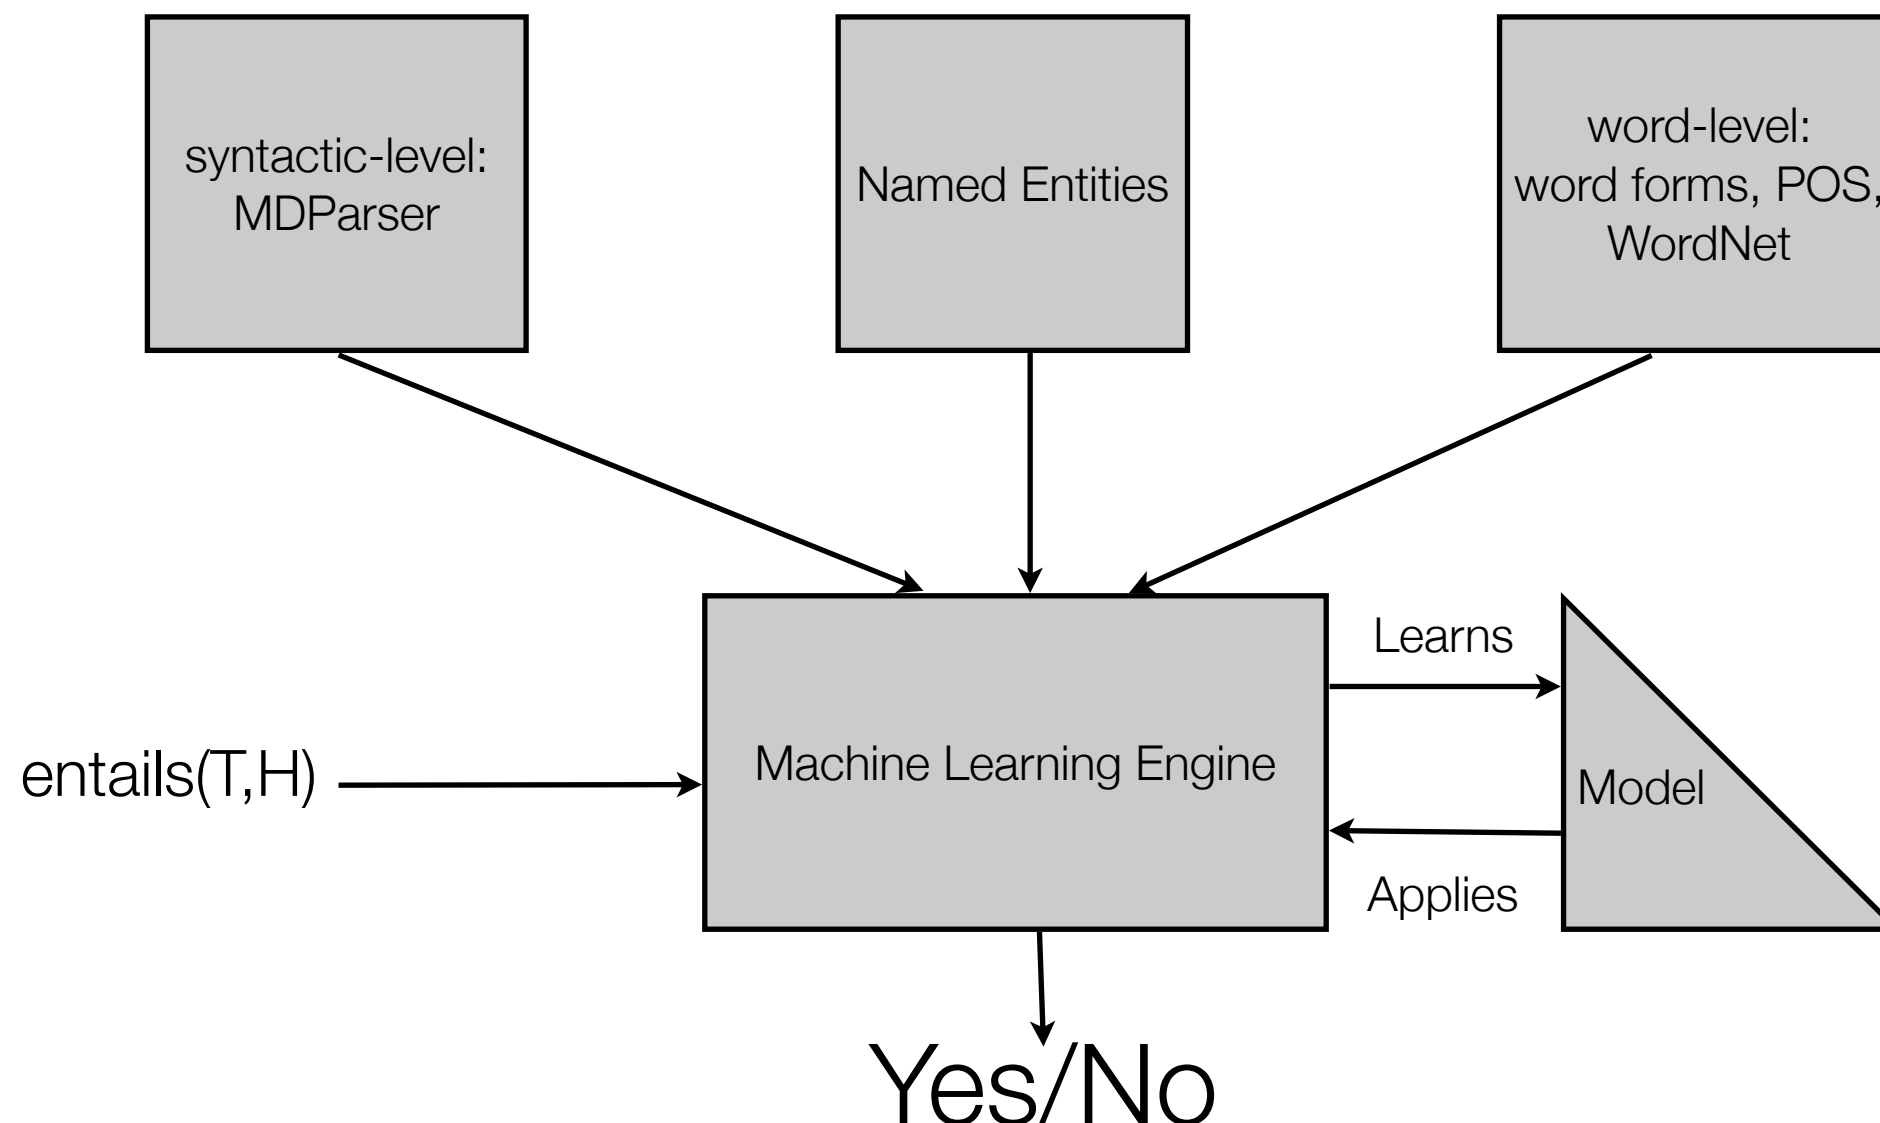 syntactic-level:
MDParser
Named Entities
word-level:
word forms, POS,
WordNet
Learns
entails(T,H)
Machine Learning Engine
Model
Applies
Yes/No